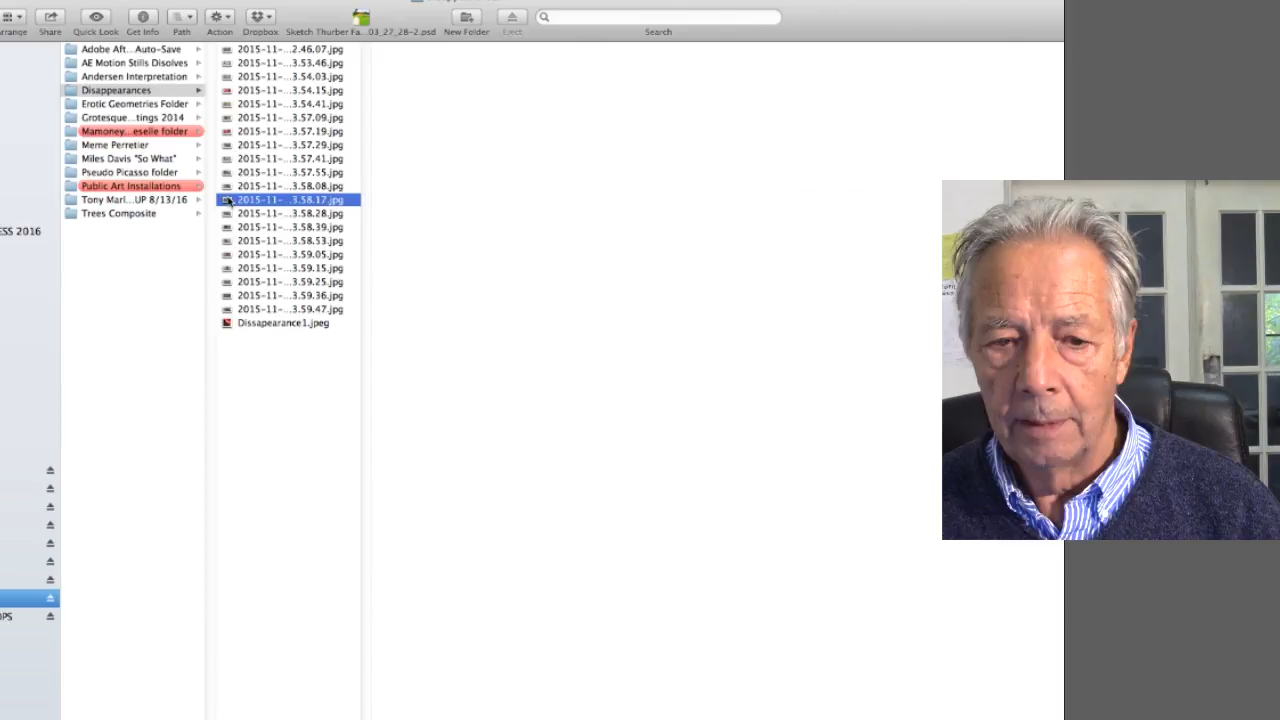 Arrange
Share
Quick Look
Get Info
Path
Action
Dropbox
Sketch Thurber Fa...03_27_28-2.psd
New Folder
Eject
Search
Adobe Aft...Auto-Save
AE Motion Stills Disolves
Andersen Interpretation
Disappearances
Erotic Geometries Folder
Grotesque...tings 2014
Mamoney...eselle folder
Meme Perretier
Miles Davis "So What"
Pseudo Picasso folder
Public Art Installations
Tony Marl...UP 8/13/16
Trees Composite
2015-11-...2.46.07.jpg
2015-11-...3.53.46.jpg
2015-11-...3.54.03.jpg
2015-11-...3.54.15.jpg
2015-11-...3.54.41.jpg
2015-11-...3.57.09.jpg
2015-11-...3.57.19.jpg
2015-11-...3.57.29.jpg
2015-11-...3.57.41.jpg
2015-11-...3.57.55.jpg
2015-11-...3.58.08.jpg
2015-11-...3.58.17.jpg
2015-11-...3.58.28.jpg
2015-11-...3.58.39.jpg
2015-11-...3.58.53.jpg
2015-11-...3.59.05.jpg
2015-11-...3.59.15.jpg
2015-11-...3.59.25.jpg
2015-11-...3.59.36.jpg
2015-11-...3.59.47.jpg
Dissapearance1.jpeg
ESS 2016
OPS